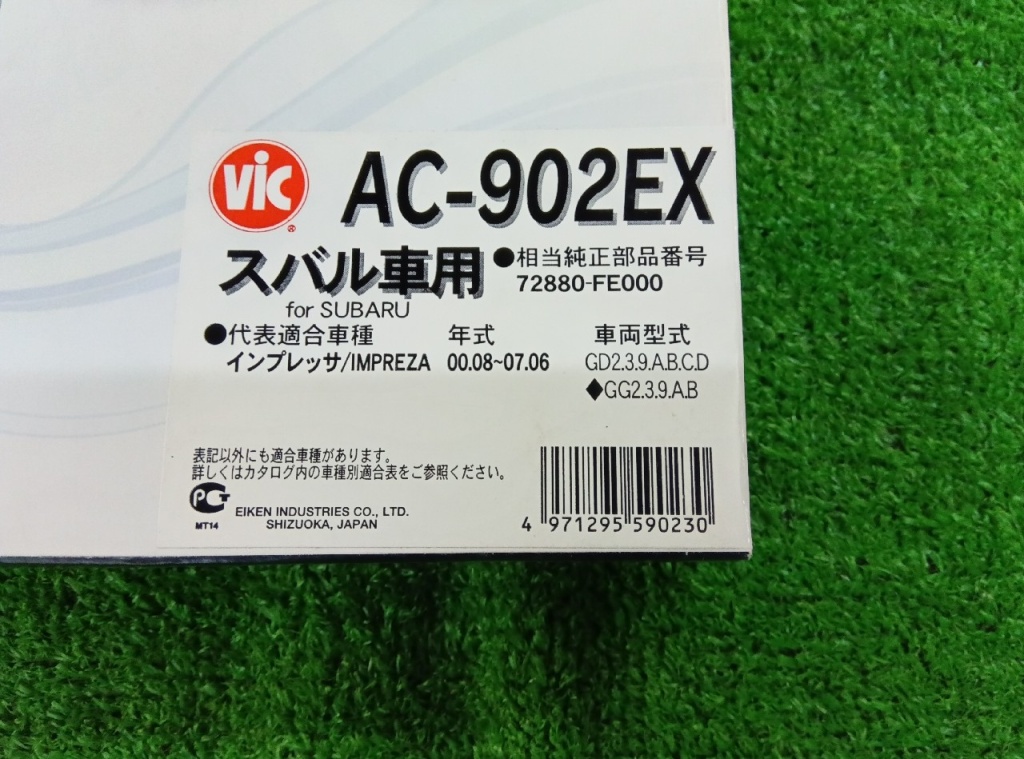 Vic ® AC-902EX
スバル車用 ●相当純正部品番号
for SUBARU 72880-FE000
●代表適合車種 年式 車両型式
インプレッサ/IMPREZA 00.08~07.06 GD2.3.9.A.B.C.D
◆GG2.3.9.A.B
表記以外にも適合車種があります。
詳しくはカタログ内の車種別適合表をご参照ください。
PCT
MT14
EIKEN INDUSTRIES CO., LTD.
SHIZUOKA, JAPAN
4 971295 590230